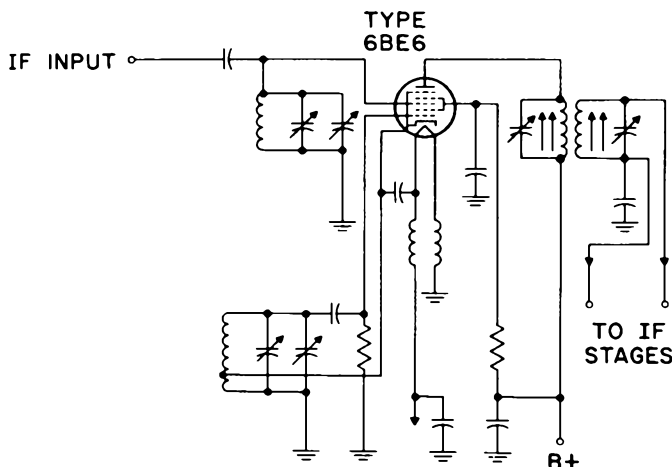 TYPE
6BE6
IF INPUT
TO IF
STAGES
B+